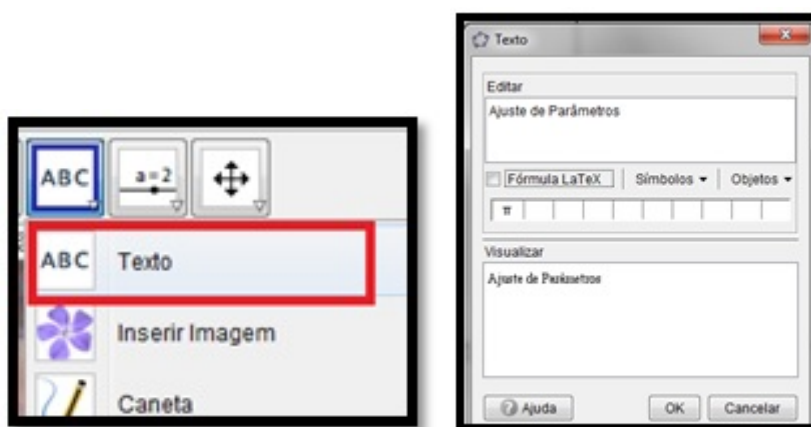 ABC
a=2
ABC Texto
Inserir Imagem
Caneta
Texto
Editar
Ajuste de Parâmetros
Fórmula LaTeX Símbolos Objetos
π
Visualizar
Ajuste de Parâmetros
Ajuda OK Cancelar